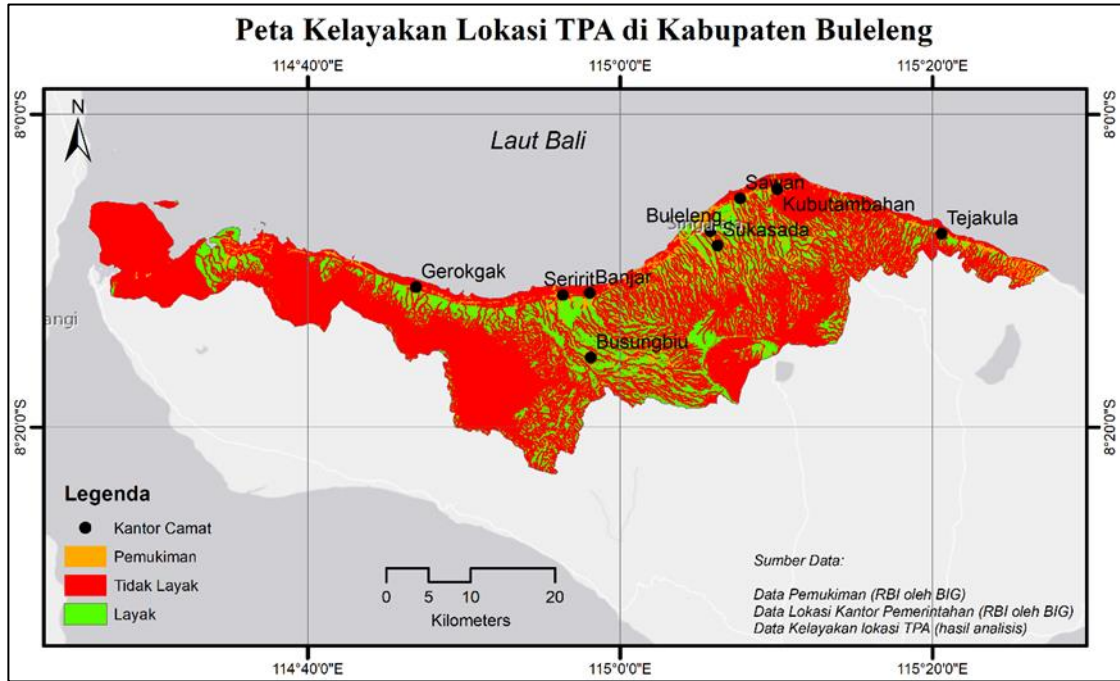 Peta Kelayakan Lokasi TPA di Kabupaten Buleleng
114°40'0"E 115°0'0"E 115°20'0"E
8°0'0"S 8°0'0"S
N
Laut Bali
Sawan
Kubutambahan
Buleleng
Sukasada
Tejakula
Gerokgak
Seririt Banjar
angi
Busungbiu
8°20'0"S 8°20'0"S
Legenda
Kantor Camat
Pemukiman
Tidak Layak
Layak
0 5 10 20
Kilometers
Sumber Data:
Data Pemukiman (RBI oleh BIG)
Data Lokasi Kantor Pemerintahan (RBI oleh BIG)
Data Kelayakan lokasi TPA (hasil analisis)
114°40'0"E 115°0'0"E 115°20'0"E